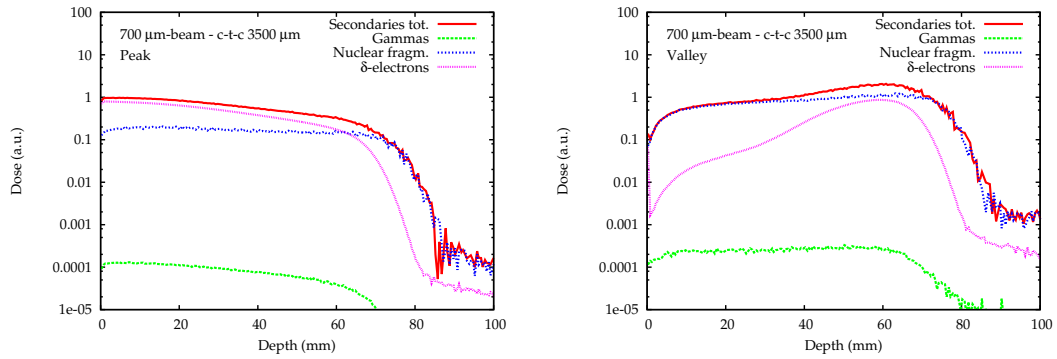 100
10
1
0.1
0.01
0.001
0.0001
1e-05
Dose (a.u.)
700 µm-beam - c-t-c 3500 µm
Peak
Secondaries tot.
Gammas
Nuclear fragm.
δ-electrons
0 20 40 60 80 100
Depth (mm)
100
10
1
0.1
0.01
0.001
0.0001
1e-05
Dose (a.u.)
700 µm-beam - c-t-c 3500 µm
Valley
Secondaries tot.
Gammas
Nuclear fragm.
δ-electrons
0 20 40 60 80 100
Depth (mm)